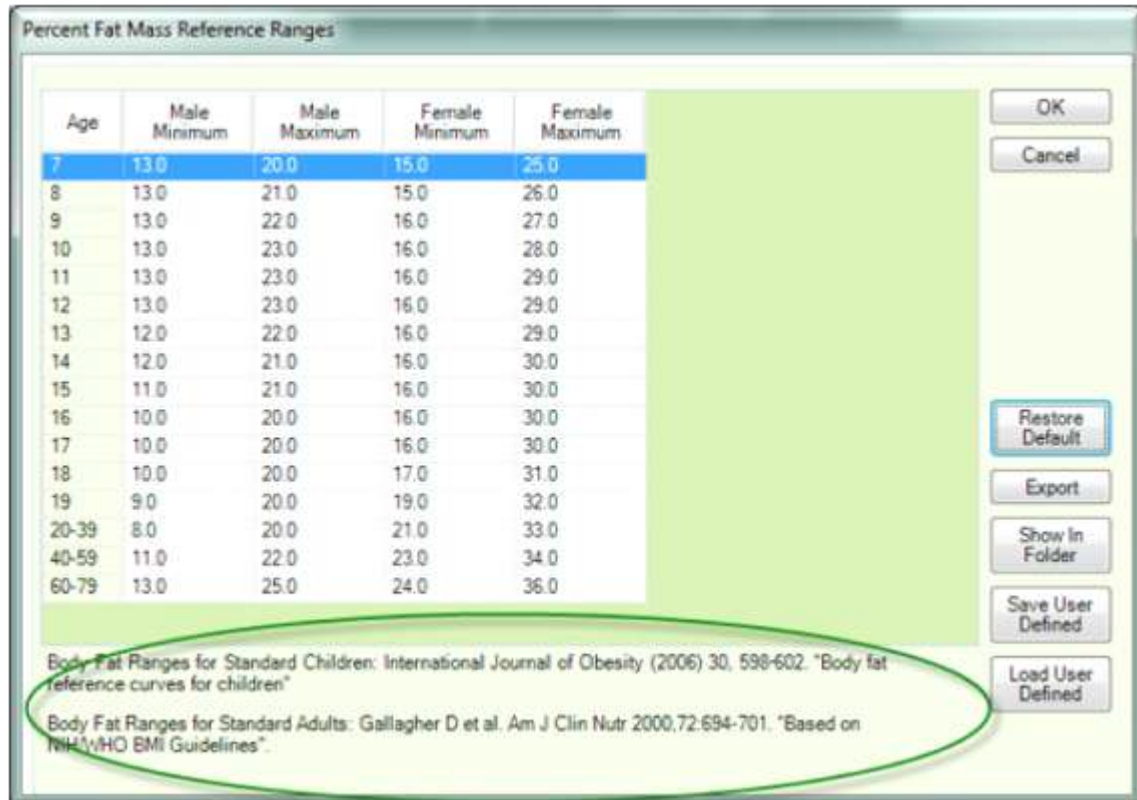 Percent Fat Mass Reference Ranges
Age Male Minimum Male Maximum Female Minimum Female Maximum
7 13.0 20.0 15.0 25.0
8 13.0 21.0 15.0 26.0
9 13.0 22.0 16.0 27.0
10 13.0 23.0 16.0 28.0
11 13.0 23.0 16.0 29.0
12 13.0 23.0 16.0 29.0
13 12.0 22.0 16.0 29.0
14 12.0 21.0 16.0 30.0
15 11.0 21.0 16.0 30.0
16 10.0 20.0 16.0 30.0
17 10.0 20.0 16.0 30.0
18 10.0 20.0 17.0 31.0
19 9.0 20.0 19.0 32.0
20-39 8.0 20.0 21.0 33.0
40-59 11.0 22.0 23.0 34.0
60-79 13.0 25.0 24.0 36.0
Body Fat Ranges for Standard Children: International Journal of Obesity (2006) 30, 598-602. "Body fat
reference curves for children"
Body Fat Ranges for Standard Adults: Gallagher D et al. Am J Clin Nutr 2000;72:694-701. "Based on
NIH/WHO BMI Guidelines".
OK
Cancel
Restore
Default
Export
Show In
Folder
Save User
Defined
Load User
Defined